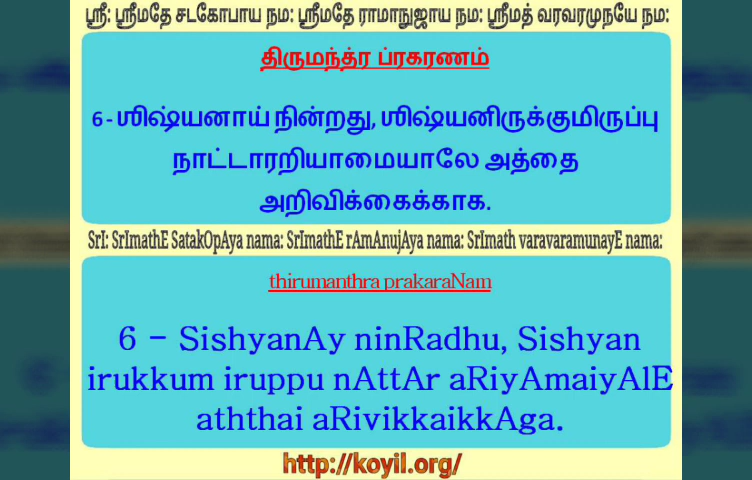 ஸ்ரீ: ஸ்ரீமதே சடகோபாய நம: ஸ்ரீமதே ராமாநுஜாய நம: ஸ்ரீமத் வரவரமுநயே நம:
திருமந்த்ர ப்ரகரணம்
6 - ஶிஷ்யனாய் நின்றது, ஶிஷ்யனிருக்குமிருப்பு
நாட்டாரறியாமையாலே அத்தை
அறிவிக்கைக்காக.
SrI: SrImathE SatakOpAya nama: SrImathE rAmAnujAya nama: SrImath varavaramunayE nama:
thirumanthra prakaraNam
6 – SishyanAy ninRadhu, Sishyan
irukkum iruppu nAttAr aRiyAmaiyAlE
aththai aRivikkaikkAga.
http://koyil.org/